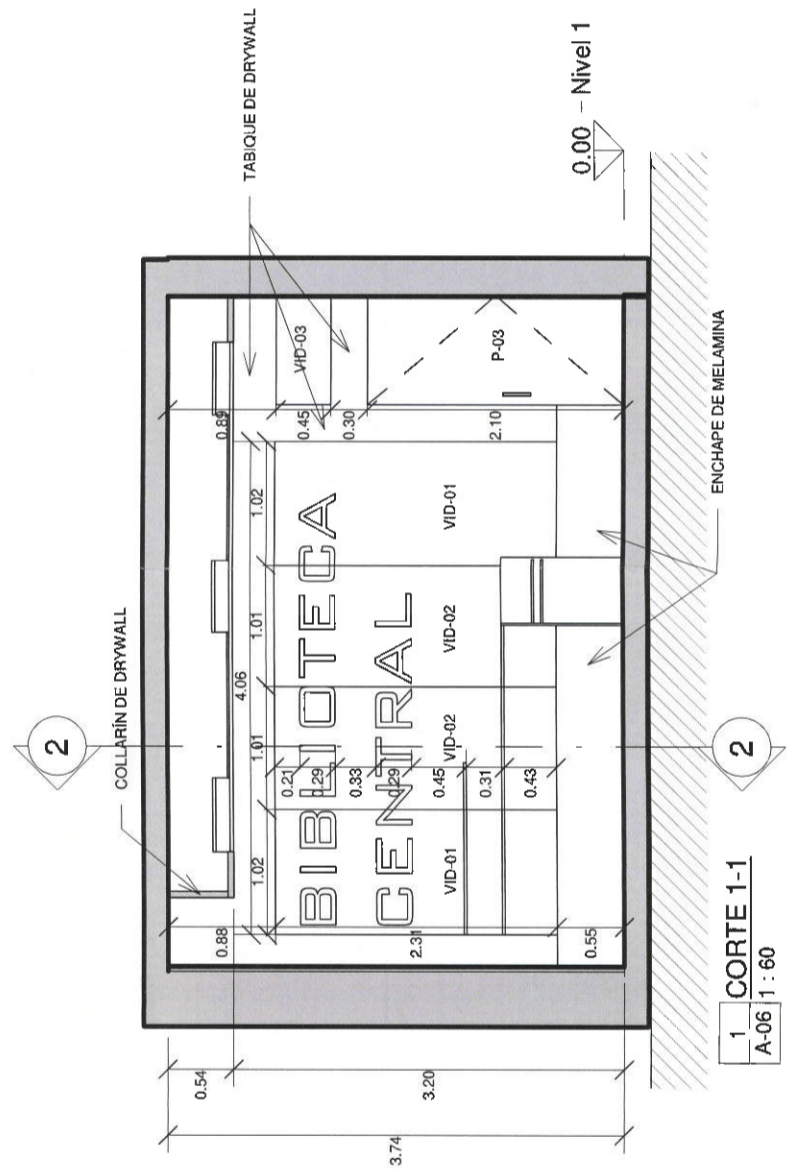 COLLARÍN DE DRYWALL
TABIQUE DE DRYWALL
2
0.54
3.20
3.74
0.88
2.31
0.55
4.06
1.02
1.01
1.01
1.02
0.89
0.45
0.30
2.10
VID-03
P-03
BIBLIOTECA
CENTRAL
0.21
0.29
0.33
0.29
0.45
0.31
0.43
VID-01
VID-02
VID-02
VID-01
0.00 - Nivel 1
2
ENCHAPE DE MELAMINA
1 CORTE 1-1
A-06 1 : 60